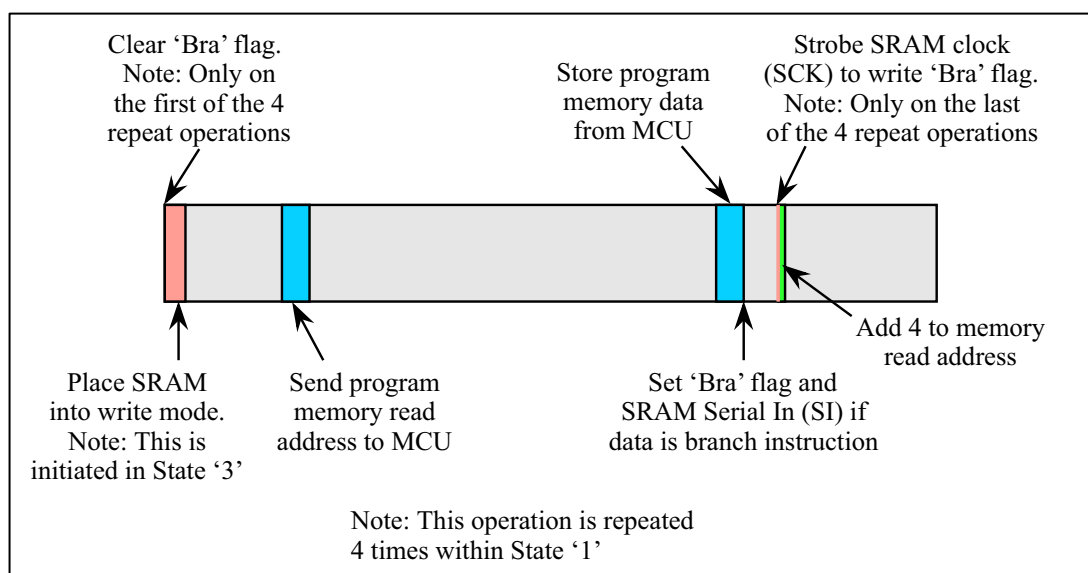 Clear ‘Bra’ flag.
Note: Only on
the first of the 4
repeat operations
Store program
memory data
from MCU
Strobe SRAM clock
(SCK) to write ‘Bra’ flag.
Note: Only on the last
of the 4 repeat operations
Place SRAM
into write mode.
Note: This is
initiated in State ‘3’
Send program
memory read
address to MCU
Set ‘Bra’ flag and
SRAM Serial In (SI) if
data is branch instruction
Add 4 to memory
read address
Note: This operation is repeated
4 times within State ‘1’